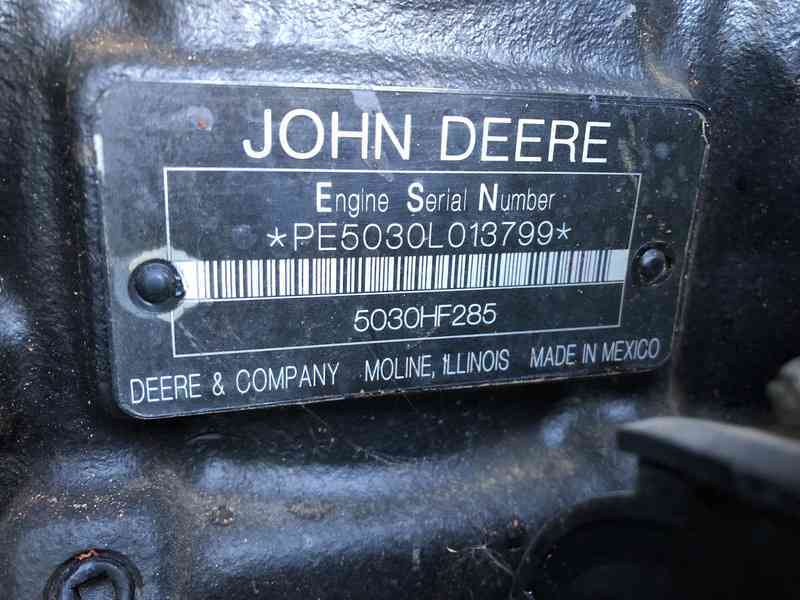 JOHN DEERE
Engine Serial Number
*PE5030L013799*
5030HF285
DEERE & COMPANY MOLINE, ILLINOIS MADE IN MEXICO